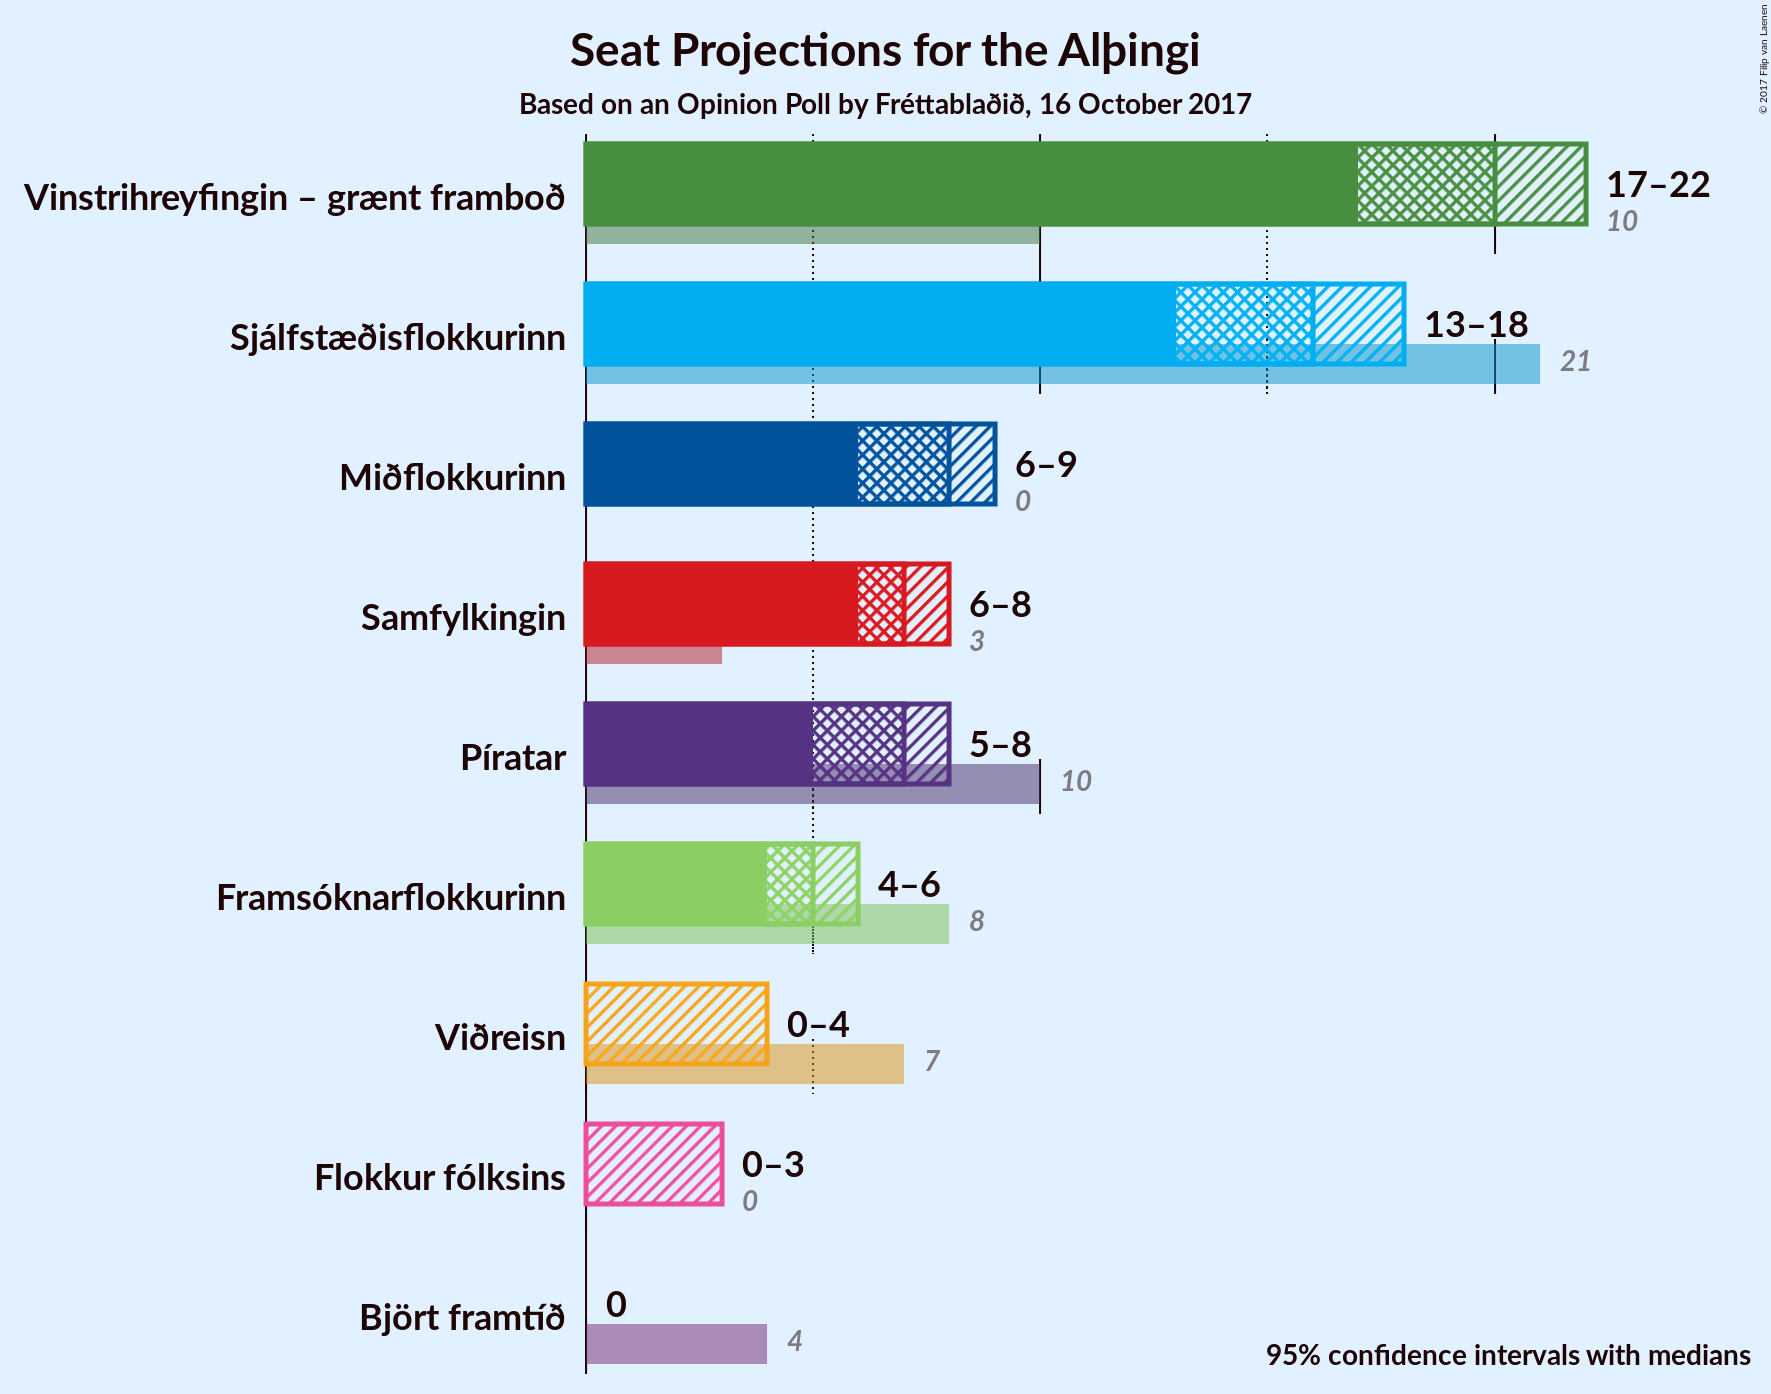 Seat Projections for the Alþingi
Based on an Opinion Poll by Fréttablaðið, 16 October 2017
© 2017 Filip van Laenen
Vinstrihreyfingin – grænt framboð
17–22
10
Sjálfstæðisflokkurinn
13–18
21
Miðflokkurinn
6–9
0
Samfylkingin
6–8
3
Píratar
5–8
10
Framsóknarflokkurinn
4–6
8
Viðreisn
0–4
7
Flokkur fólksins
0–3
0
Björt framtíð
0
4
95% confidence intervals with medians